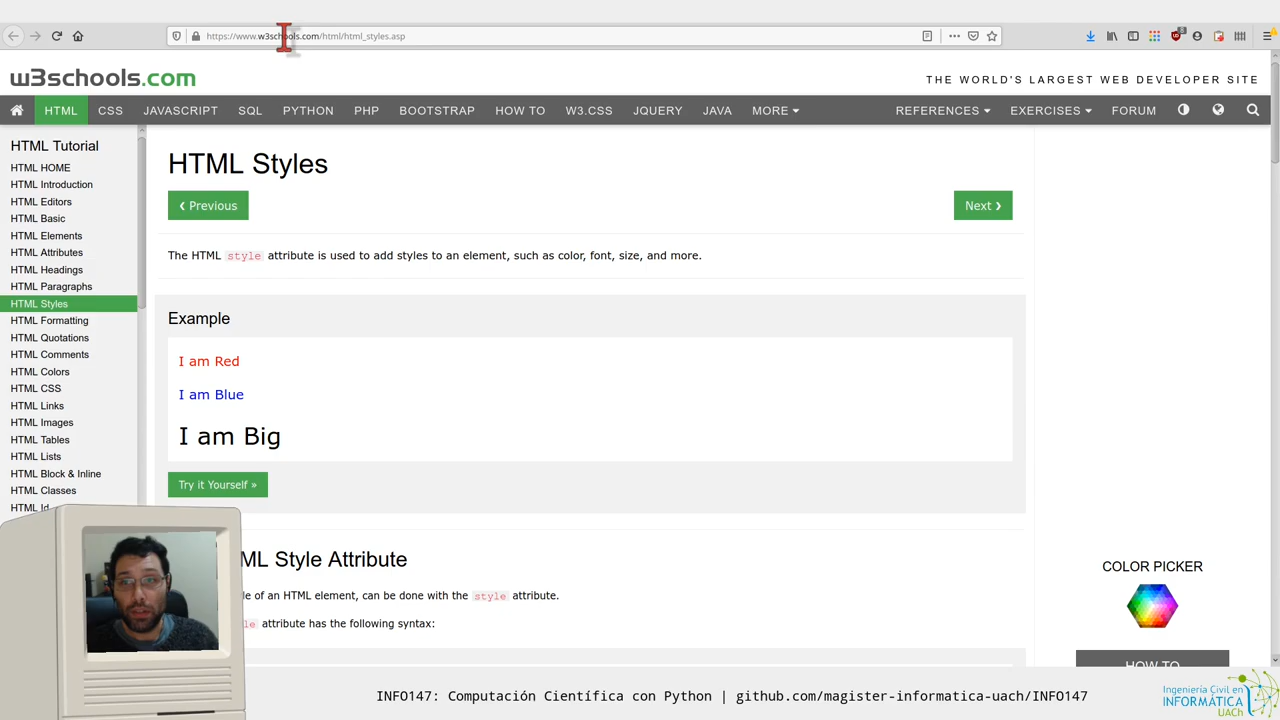 https://www.w3schools.com/html/html_styles.asp
w3schools.com
THE WORLD'S LARGEST WEB DEVELOPER SITE
HTML CSS JAVASCRIPT SQL PYTHON PHP BOOTSTRAP HOW TO W3.CSS JQUERY JAVA MORE REFERENCES EXERCISES FORUM
HTML Tutorial
HTML HOME
HTML Introduction
HTML Editors
HTML Basic
HTML Elements
HTML Attributes
HTML Headings
HTML Paragraphs
HTML Styles
HTML Formatting
HTML Quotations
HTML Comments
HTML Colors
HTML CSS
HTML Links
HTML Images
HTML Tables
HTML Lists
HTML Block & Inline
HTML Classes
HTML Id
HTML Styles
❮ Previous
Next ❯
The HTML style attribute is used to add styles to an element, such as color, font, size, and more.
Example
I am Red
I am Blue
I am Big
Try it Yourself »
ML Style Attribute
le of an HTML element, can be done with the style attribute.
le attribute has the following syntax:
COLOR PICKER
HOW TO
INFO147: Computación Científica con Python | github.com/magister-informatica-uach/INFO147
Ingeniería Civil en
INFORMÁTICA
UACh